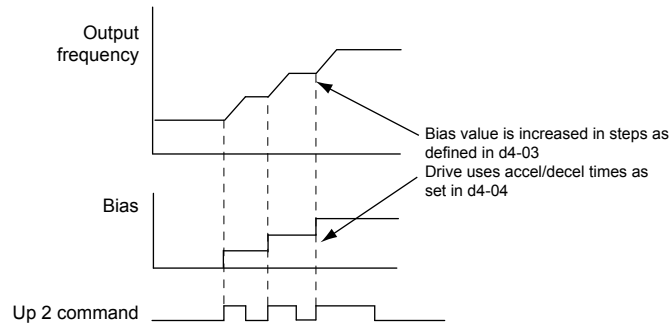 Output
frequency
Bias value is increased in steps as
defined in d4-03
Drive uses accel/decel times as
set in d4-04
Bias
Up 2 command